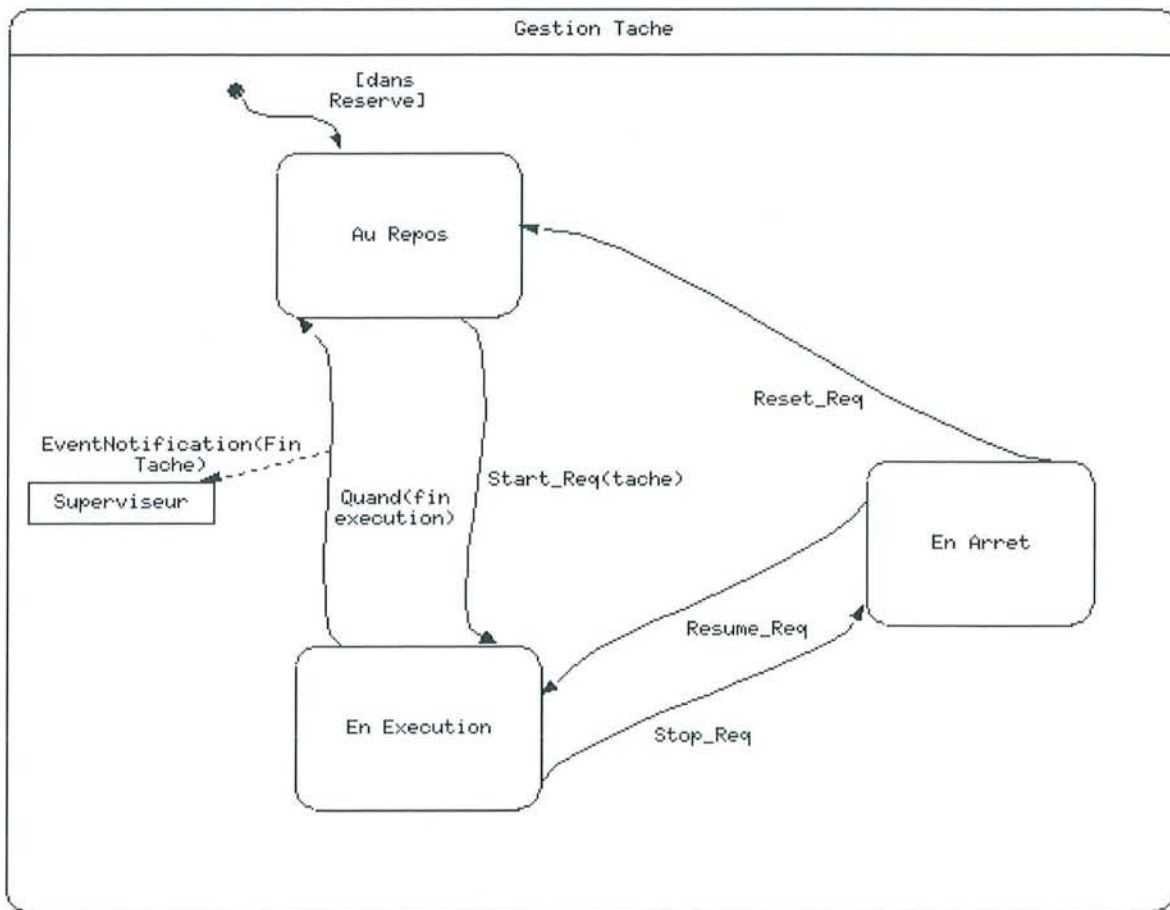 Gestion Tache
[dans
Reserve]
Au Repos
Reset_Req
EventNotification(Fin
Tache)
Superviseur
Quand(fin
execution)
Start_Req(tache)
En Arret
Resume_Req
En Execution
Stop_Req